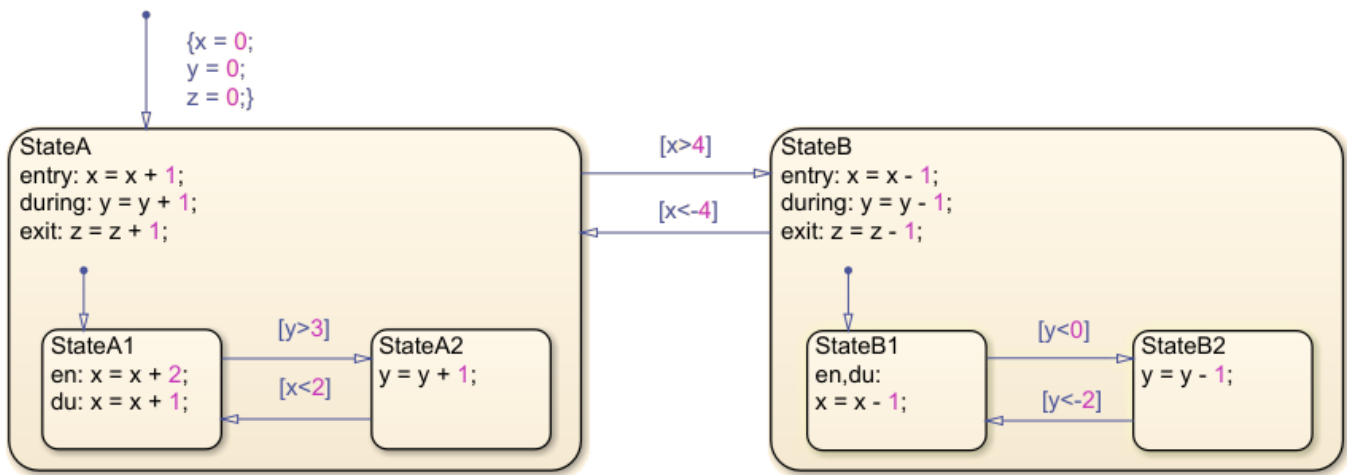 {x = 0;
y = 0;
z = 0;}
StateA
entry: x = x + 1;
during: y = y + 1;
exit: z = z + 1;
[x>4]
[x<-4]
StateB
entry: x = x - 1;
during: y = y - 1;
exit: z = z - 1;
StateA1
en: x = x + 2;
du: x = x + 1;
[y>3]
[x<2]
StateA2
y = y + 1;
StateB1
en,du:
x = x - 1;
[y<0]
[y<-2]
StateB2
y = y - 1;